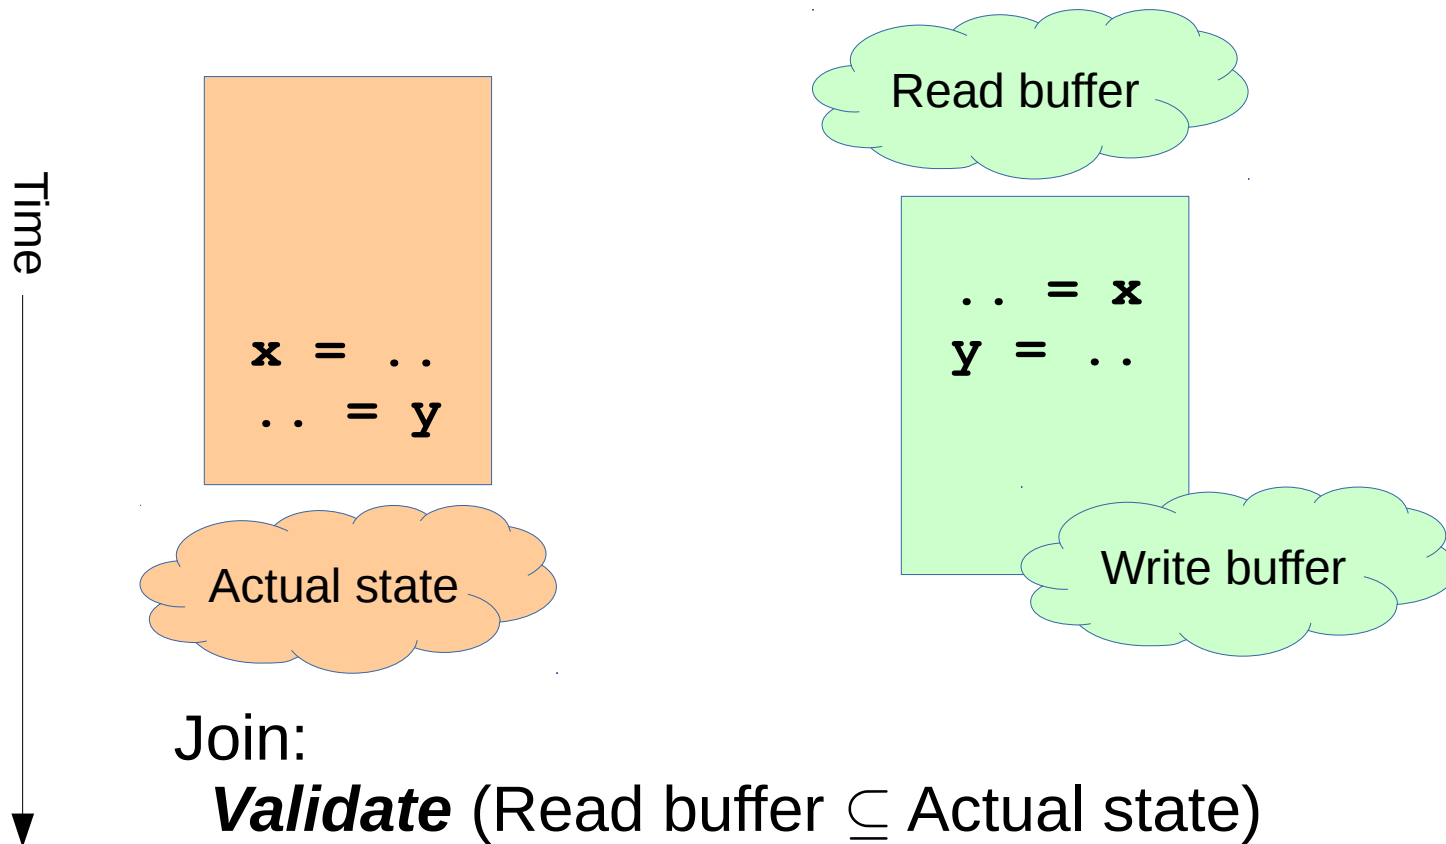 Time
x = ..
.. = y
Actual state
Read buffer
.. = x
y = ..
Write buffer
Join:
Validate (Read buffer ⊆ Actual state)